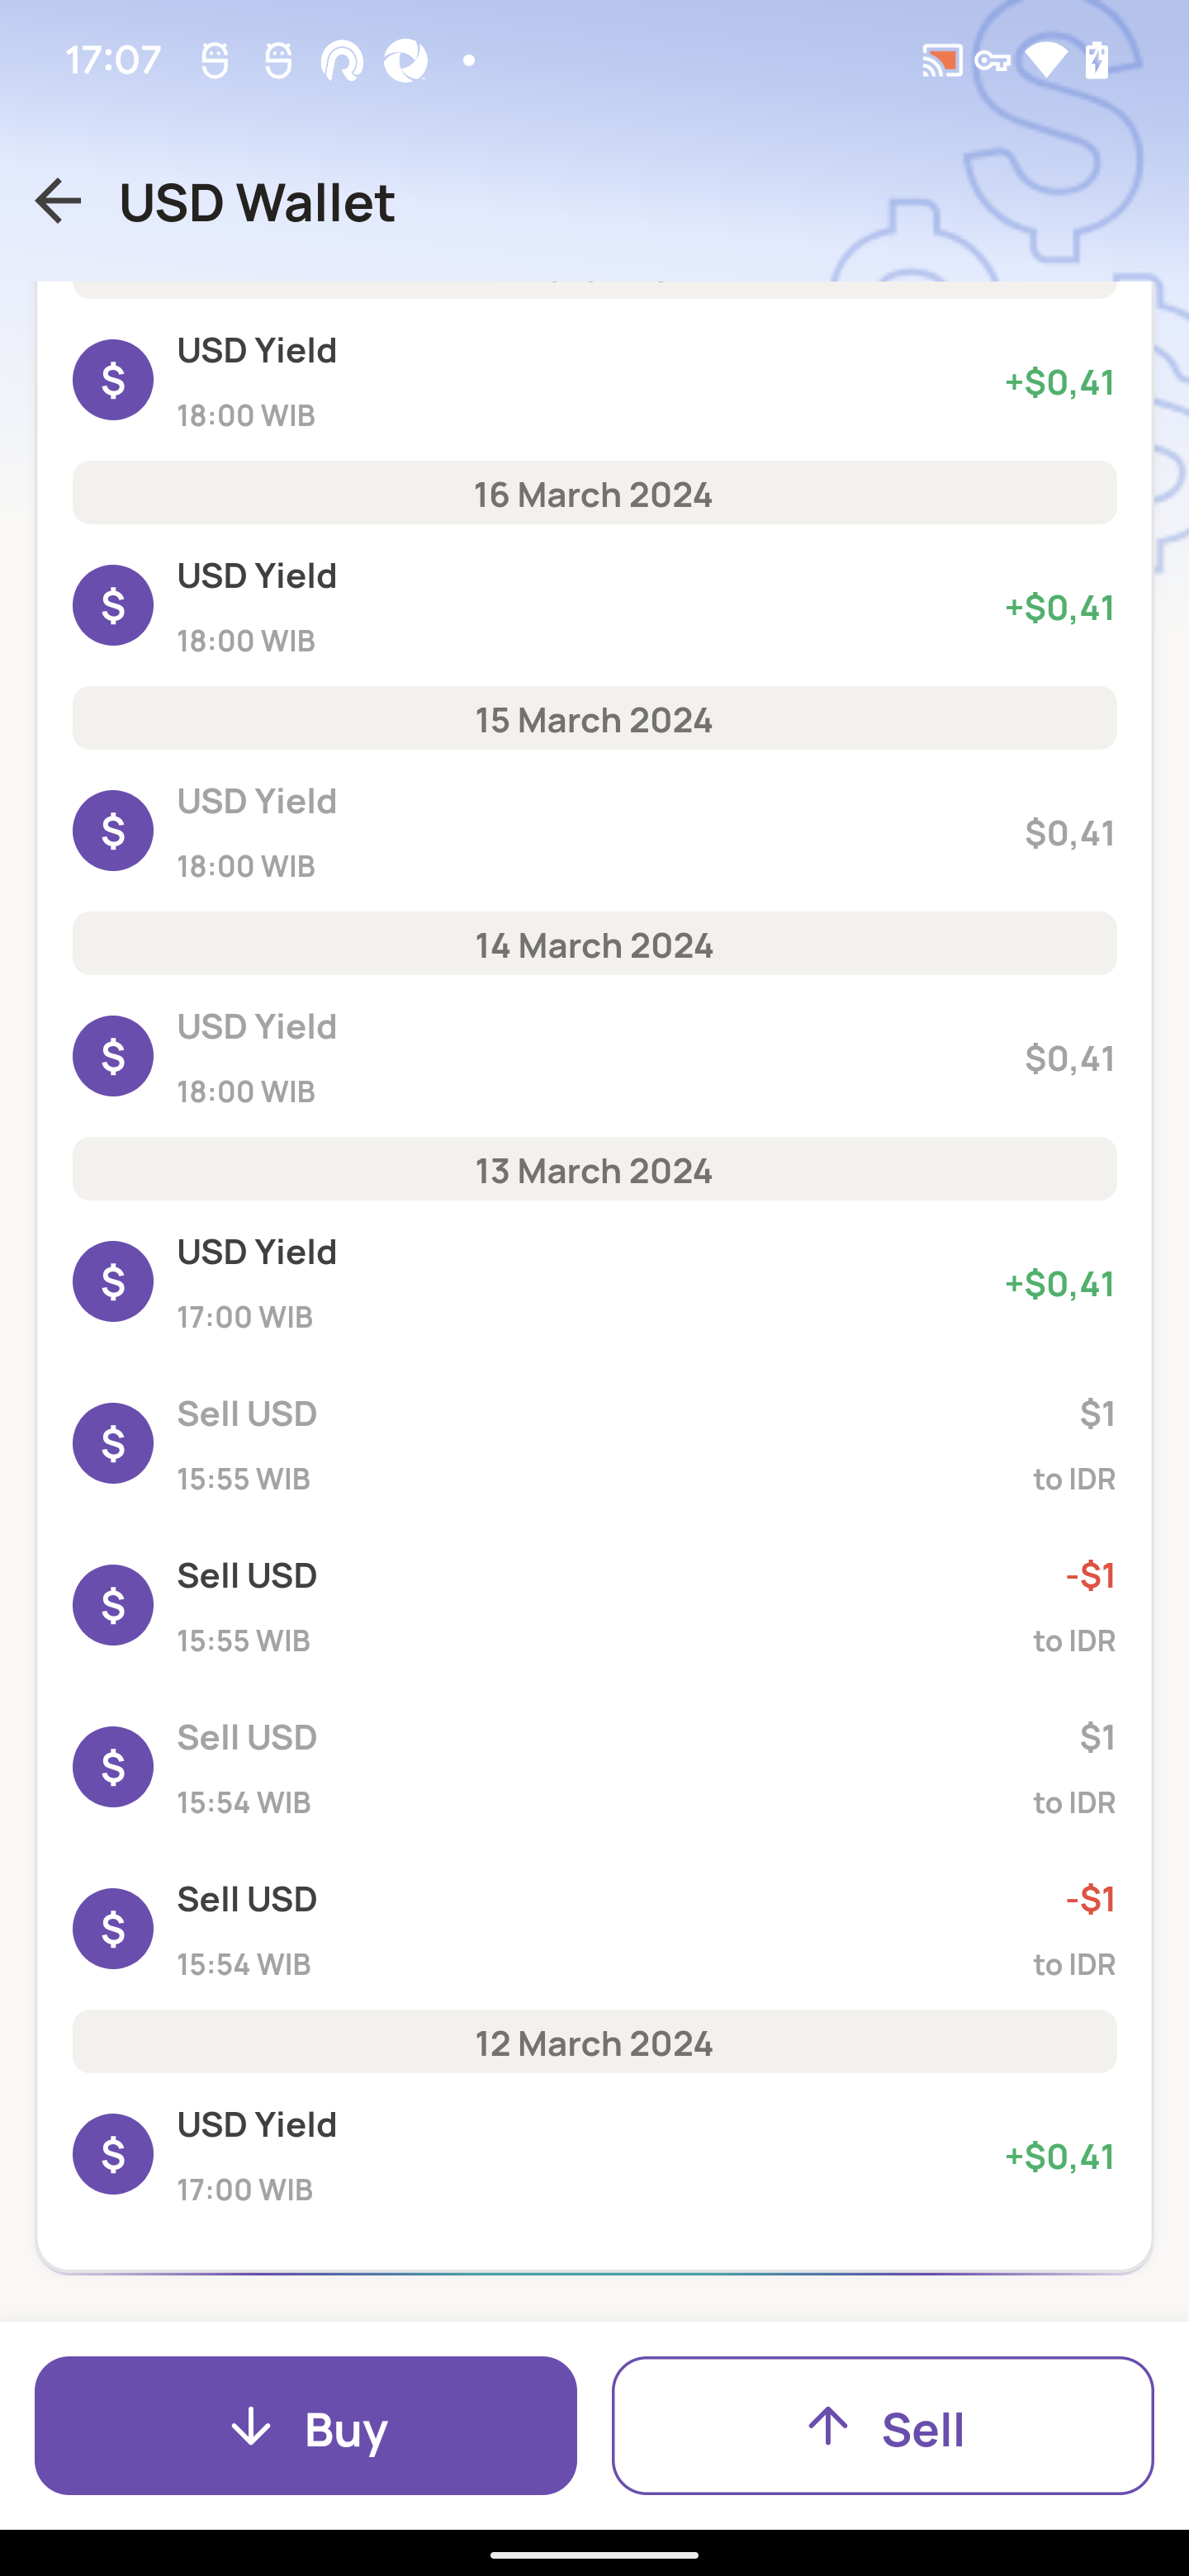 17:07
USD Wallet
USD Yield
+$0,41
18:00 WIB
16 March 2024
USD Yield
+$0,41
18:00 WIB
15 March 2024
USD Yield
$0,41
18:00 WIB
14 March 2024
USD Yield
$0,41
18:00 WIB
13 March 2024
USD Yield
+$0,41
17:00 WIB
Sell USD
$1
15:55 WIB
to IDR
Sell USD
-$1
15:55 WIB
to IDR
Sell USD
$1
15:54 WIB
to IDR
Sell USD
-$1
15:54 WIB
to IDR
12 March 2024
USD Yield
+$0,41
17:00 WIB
Buy
Sell